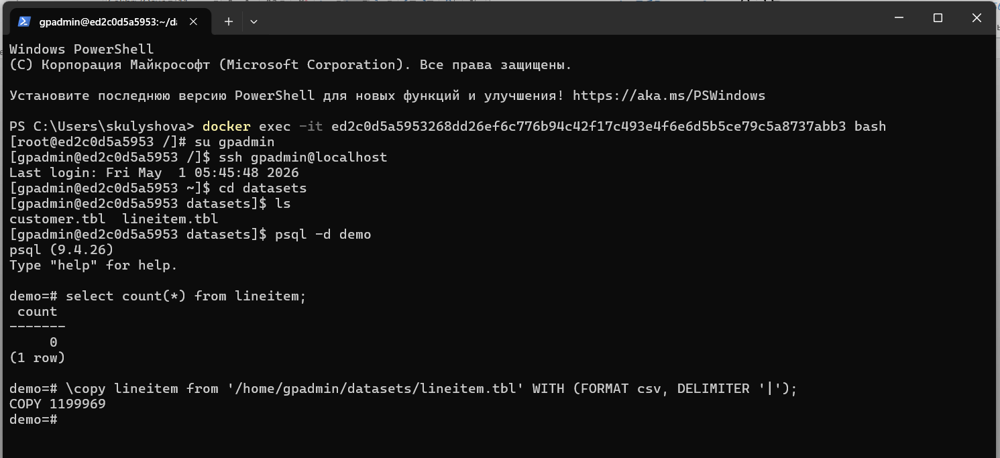 gpadmin@ed2c0d5a5953:~/da
Windows PowerShell
(C) Корпорация Майкрософт (Microsoft Corporation). Все права защищены.
Установите последнюю версию PowerShell для новых функций и улучшения! https://aka.ms/PSWindows
PS C:\Users\skulyshova> docker exec -it ed2c0d5a5953268dd26ef6c776b94c42f17c493e4f6e6d5b5ce79c5a8737abb3 bash
[root@ed2c0d5a5953 /]# su gpadmin
[gpadmin@ed2c0d5a5953 /]$ ssh gpadmin@localhost
Last login: Fri May  1 05:45:48 2026
[gpadmin@ed2c0d5a5953 ~]$ cd datasets
[gpadmin@ed2c0d5a5953 datasets]$ ls
customer.tbl  lineitem.tbl
[gpadmin@ed2c0d5a5953 datasets]$ psql -d demo
psql (9.4.26)
Type "help" for help.
demo=# select count(*) from lineitem;
 count
-------
     0
(1 row)
demo=# \copy lineitem from '/home/gpadmin/datasets/lineitem.tbl' WITH (FORMAT csv, DELIMITER '|');
COPY 1199969
demo=#